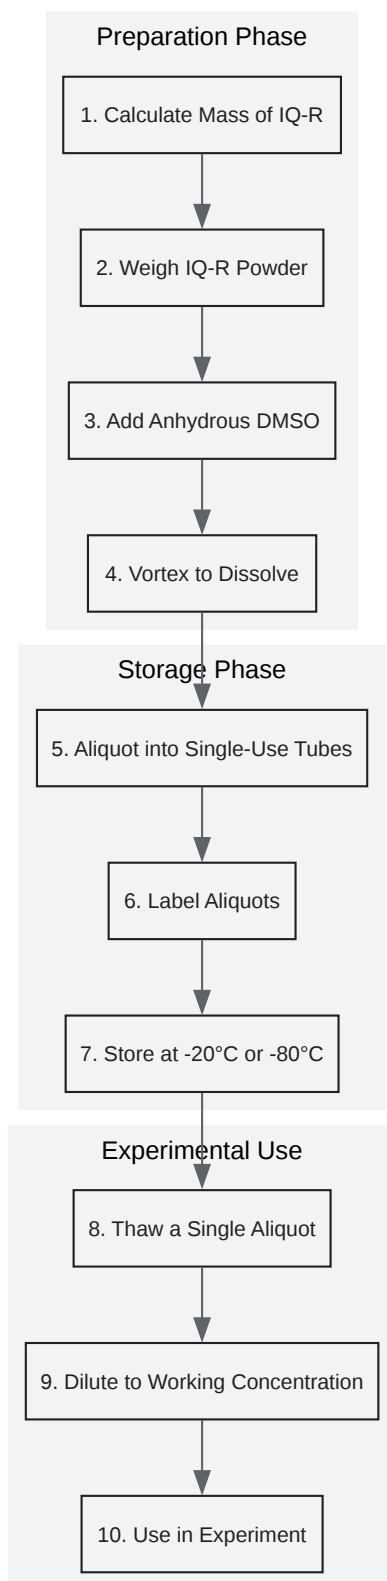 Preparation Phase
1. Calculate Mass of IQ-R
2. Weigh IQ-R Powder
3. Add Anhydrous DMSO
4. Vortex to Dissolve
Storage Phase
5. Aliquot into Single-Use Tubes
6. Label Aliquots
7. Store at -20°C or -80°C
Experimental Use
8. Thaw a Single Aliquot
9. Dilute to Working Concentration
10. Use in Experiment